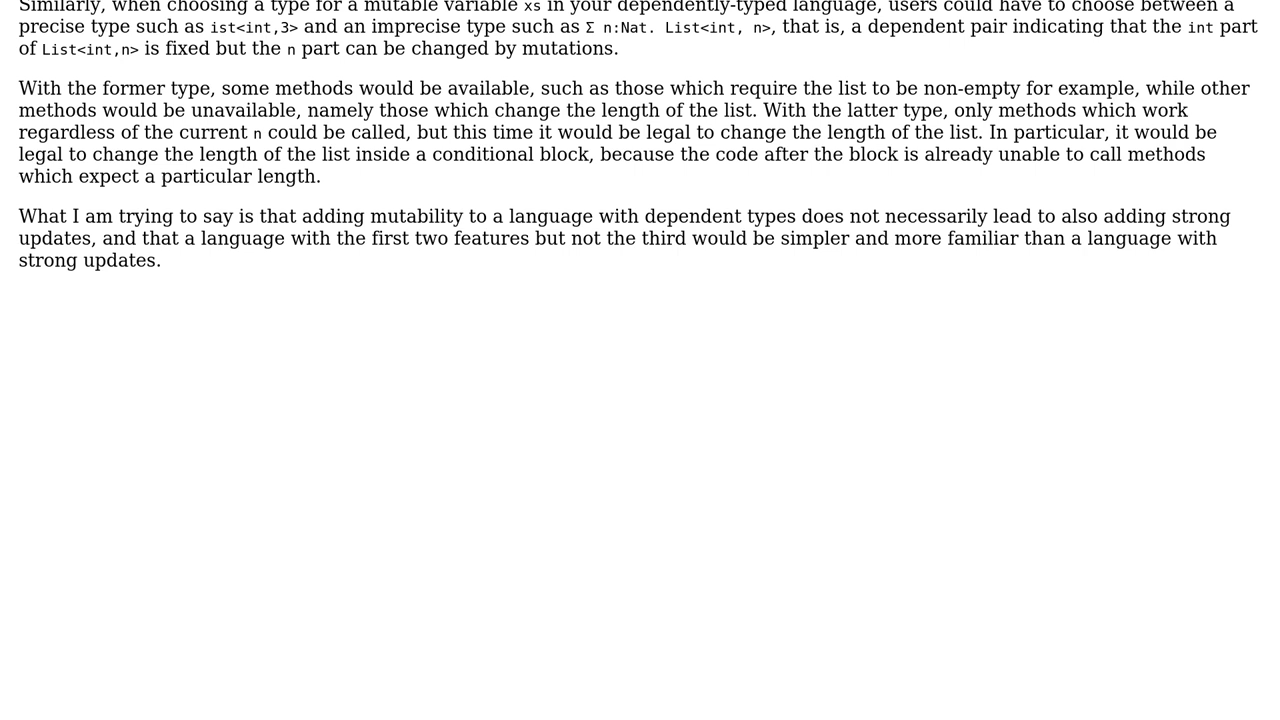 Similarly, when choosing a type for a mutable variable xs in your dependently-typed language, users could have to choose between a
precise type such as ist<int,3> and an imprecise type such as Σ n:Nat. List<int, n>, that is, a dependent pair indicating that the int part
of List<int,n> is fixed but the n part can be changed by mutations.
With the former type, some methods would be available, such as those which require the list to be non-empty for example, while other
methods would be unavailable, namely those which change the length of the list. With the latter type, only methods which work
regardless of the current n could be called, but this time it would be legal to change the length of the list. In particular, it would be
legal to change the length of the list inside a conditional block, because the code after the block is already unable to call methods
which expect a particular length.
What I am trying to say is that adding mutability to a language with dependent types does not necessarily lead to also adding strong
updates, and that a language with the first two features but not the third would be simpler and more familiar than a language with
strong updates.